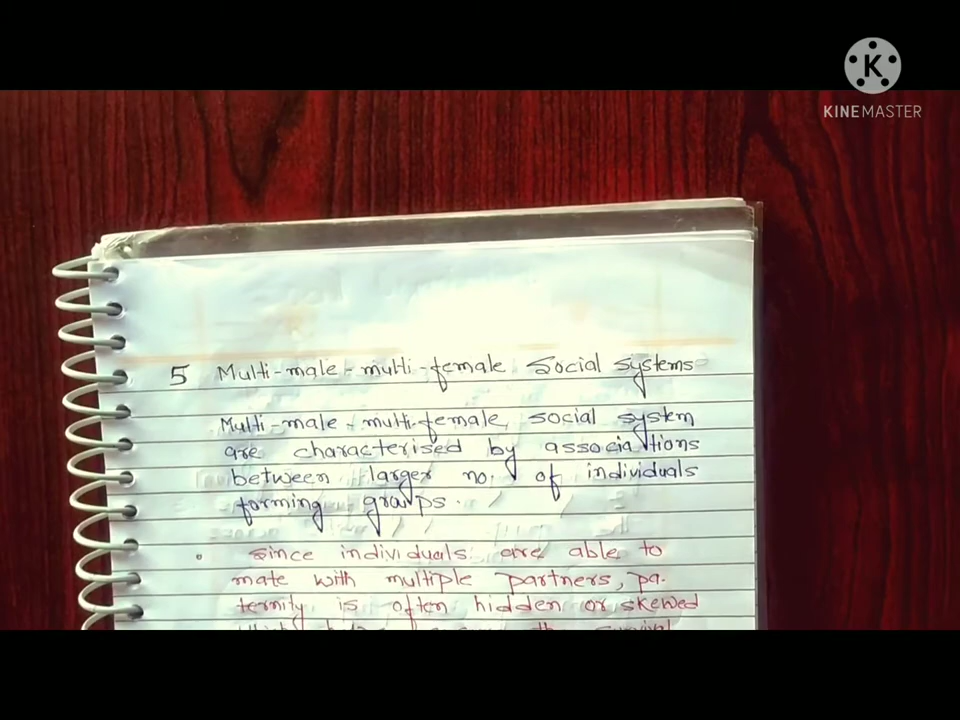 K
KINEMASTER
5 Multi-male-multi-female Social systems
Multi-male-multi-female social system
are characterised by associations
between larger no. of individuals
forming groups.
• Since individuals are able to
mate with multiple partners, pa-
ternity is often hidden or skewed